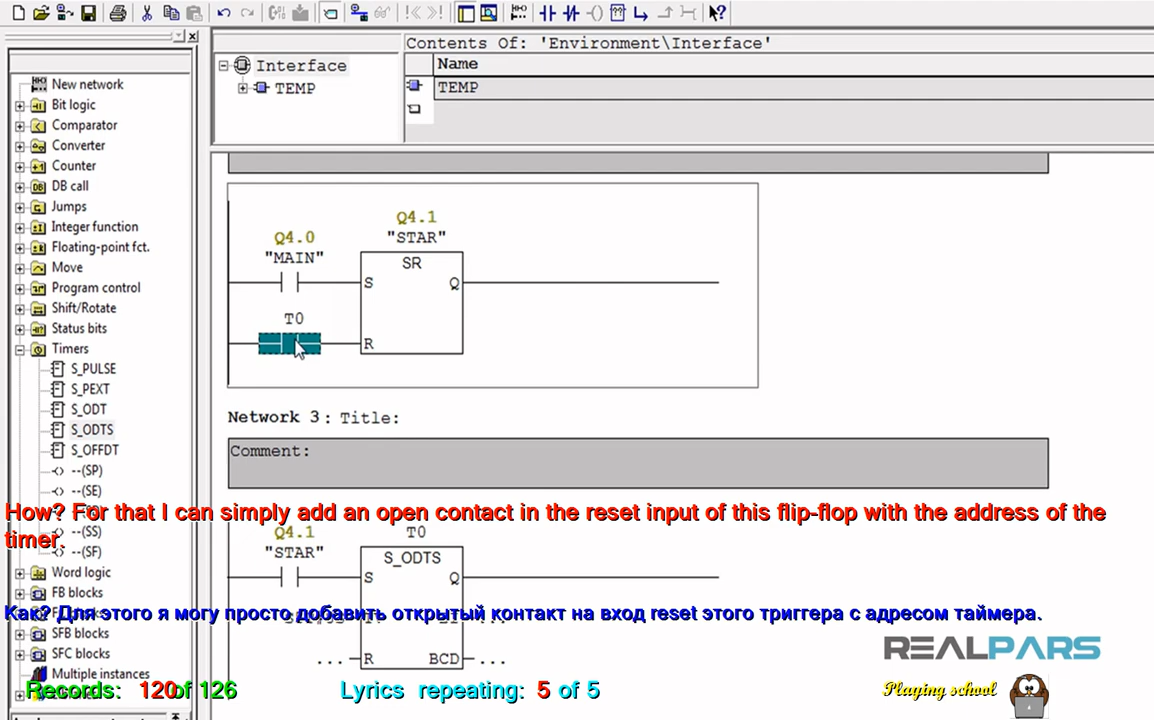 Contents Of: 'Environment\Interface'
Interface
TEMP
Name
TEMP
New network
Bit logic
Comparator
Converter
Counter
DB call
Jumps
Integer function
Floating-point fct.
Move
Program control
Shift/Rotate
Status bits
Timers
S_PULSE
S_PEXT
S_ODT
S_ODTS
S_OFFDT
--(SP)
--(SE)
--(SS)
--(SF)
Word logic
FB blocks
SFB blocks
SFC blocks
Multiple instances
Q4.1
Q4.0
"STAR"
"MAIN"
SR
S
Q
T0
R
Network 3: Title:
Comment:
How? For that I can simply add an open contact in the reset input of this flip-flop with the address of the
timer.
Q4.1
T0
"STAR"
S_ODTS
S
Q
Как? Для этого я могу просто добавить открытый контакт на вход reset этого триггера с адресом таймера.
...
...
R
BCD
...
REALPARS
Records: 120 of 126
Lyrics repeating: 5 of 5
Playing school